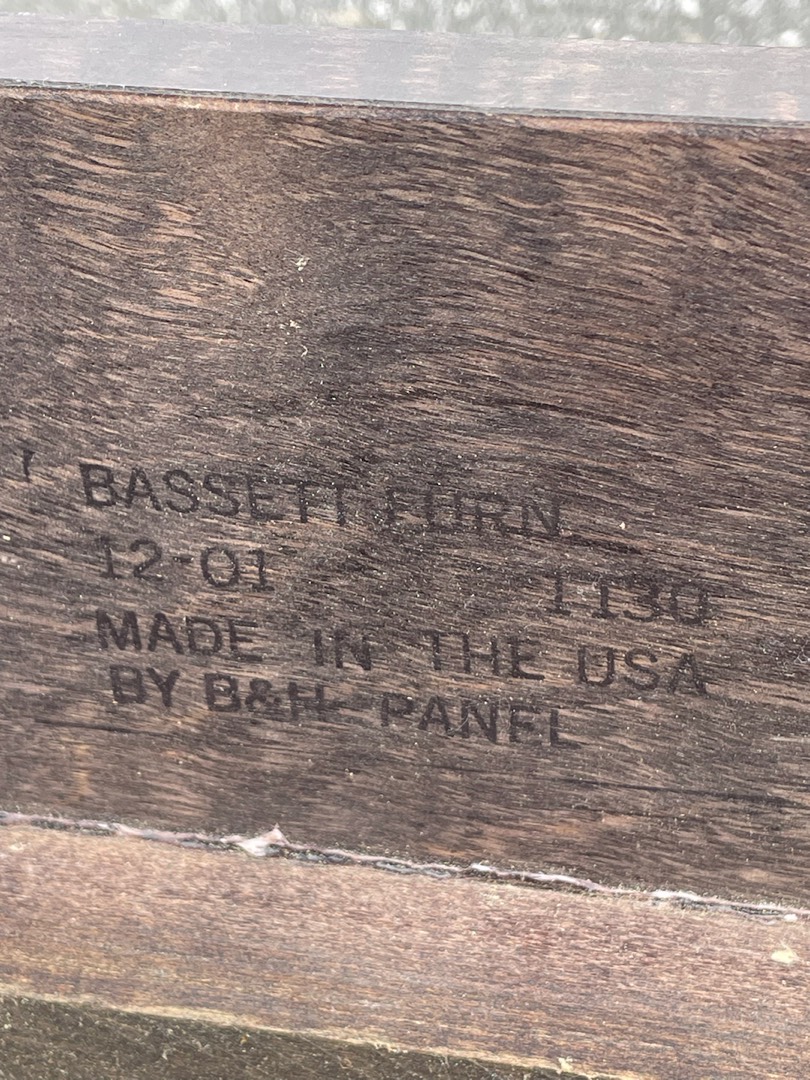 BASSETT FURN
12-01 1130
MADE IN THE USA
BY B&H PANEL